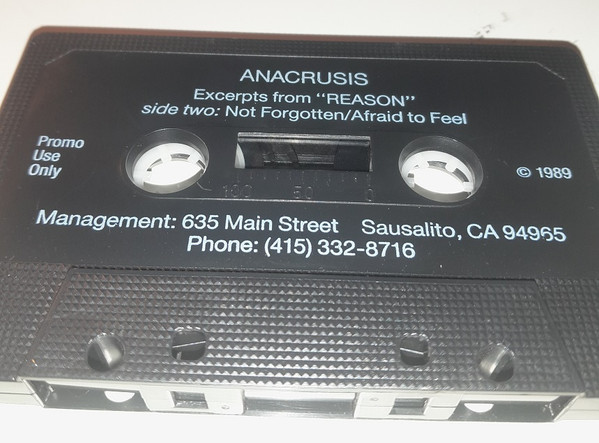 ANACRUSIS
Excerpts from "REASON"
side two: Not Forgotten/Afraid to Feel
Promo
Use
Only
© 1989
100 50 0
Management: 635 Main Street Sausalito, CA 94965
Phone: (415) 332-8716